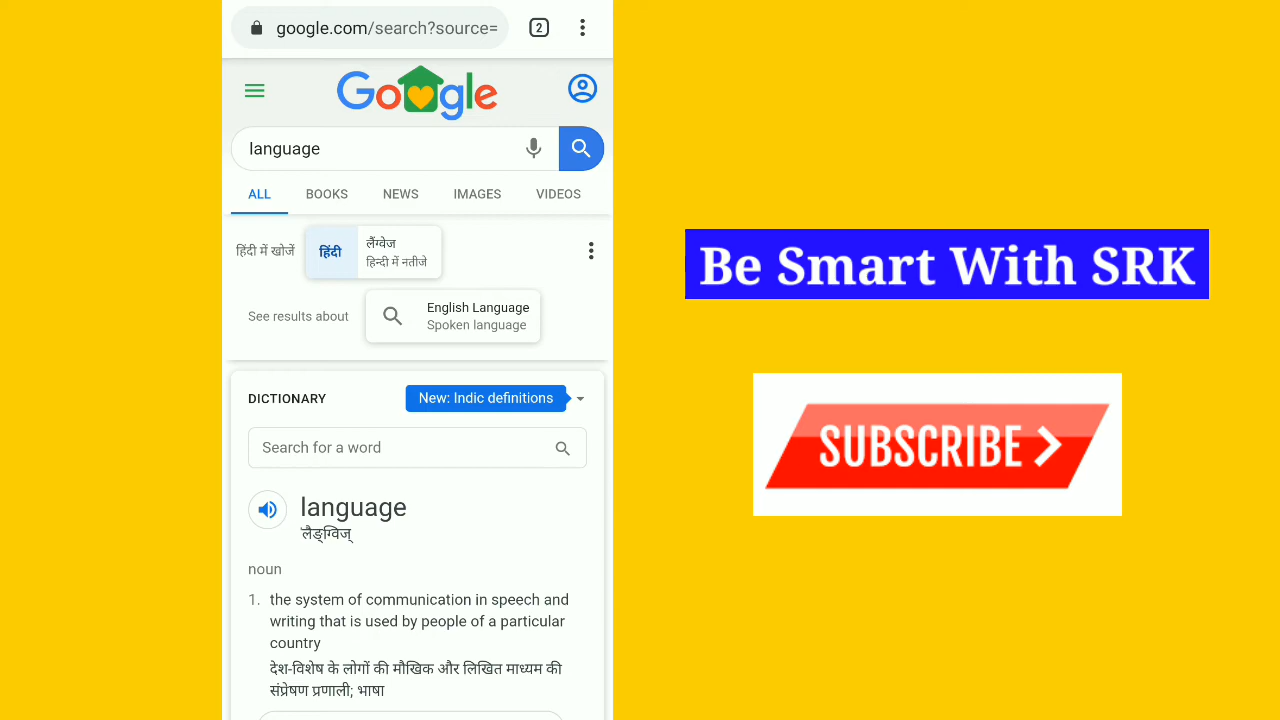 google.com/search?source=
2
Google
language
ALL BOOKS NEWS IMAGES VIDEOS
हिंदी में खोजें
हिंदी
लैंग्वेज
हिन्दी में नतीजे
See results about
English Language
Spoken language
DICTIONARY
New: Indic definitions
Search for a word
language
'लैङ्ग्विज्
noun
1. the system of communication in speech and
writing that is used by people of a particular
country
देश-विशेष के लोगों की मौखिक और लिखित माध्यम की
संप्रेषण प्रणाली; भाषा
Be Smart With SRK
SUBSCRIBE